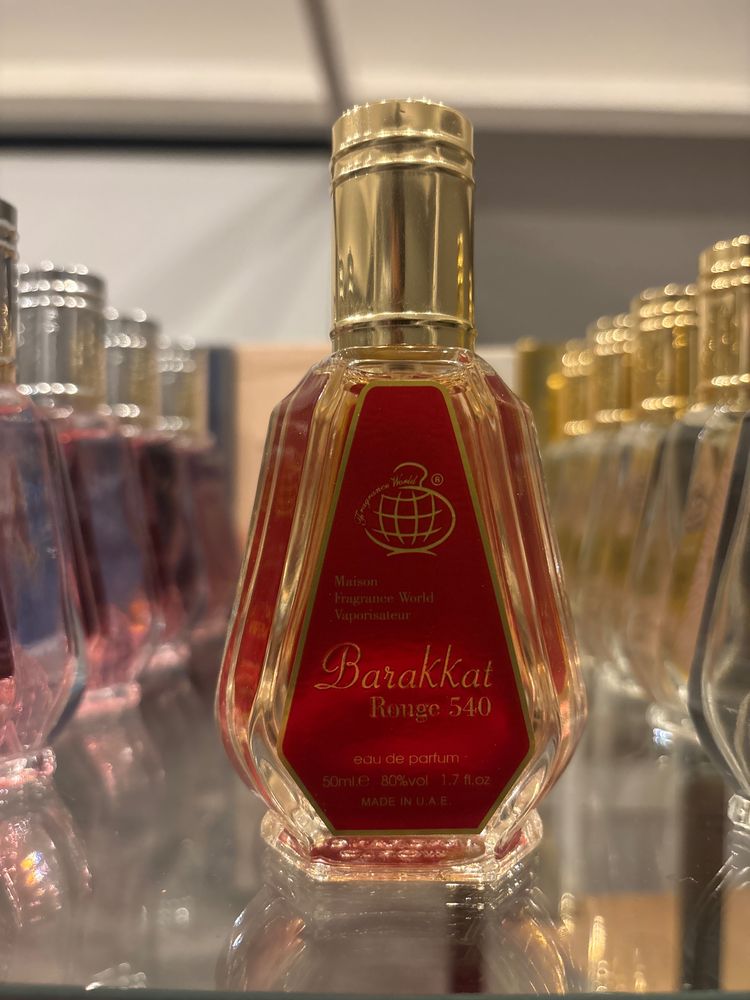 Fragrance World ®
Maison
Fragrance World
Vaporisateur
Barakkat
Rouge 540
eau de parfum
50ml.e 80%vol 1.7 fl.oz
MADE IN U.A.E.